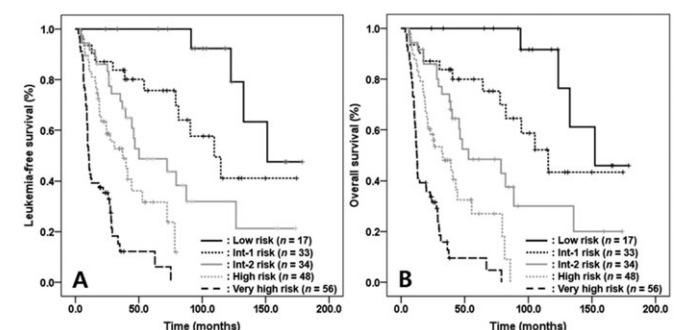 Leukemia-free survival (%)
1.0
0.8
0.6
0.4
0.2
0.0
A
: Low risk (n = 17)
: Int-1 risk (n = 33)
: Int-2 risk (n = 34)
: High risk (n = 48)
: Very high risk (n = 56)
0.0 50.0 100.0 150.0 200.0
Time (months)
Overall survival (%)
1.0
0.8
0.6
0.4
0.2
0.0
B
: Low risk (n = 17)
: Int-1 risk (n = 33)
: Int-2 risk (n = 34)
: High risk (n = 48)
: Very high risk (n = 56)
0.0 50.0 100.0 150.0 200.0
Time (months)